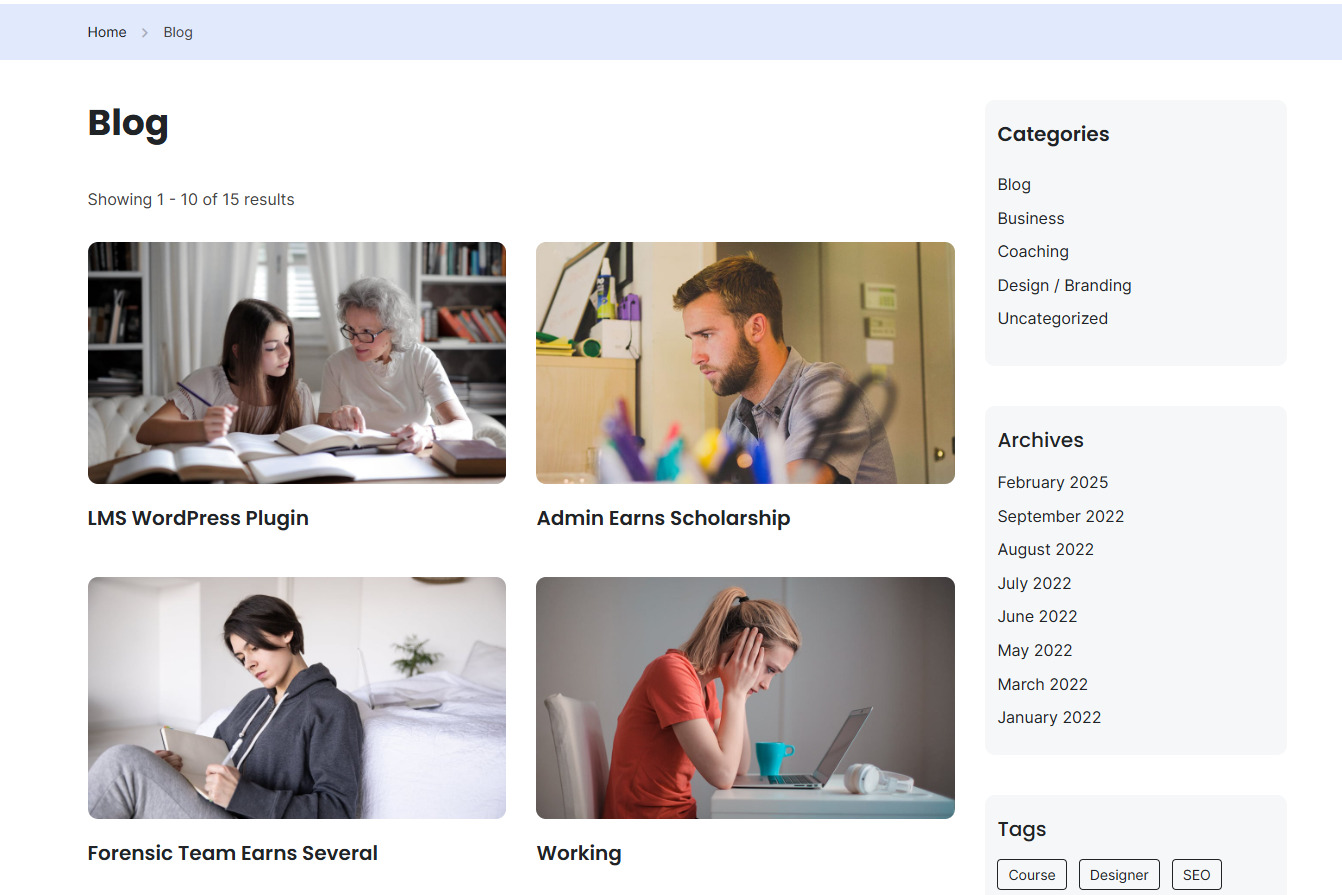 Home > Blog
Blog
Showing 1 - 10 of 15 results
LMS WordPress Plugin
Admin Earns Scholarship
Forensic Team Earns Several
Working
Categories
Blog
Business
Coaching
Design / Branding
Uncategorized
Archives
February 2025
September 2022
August 2022
July 2022
June 2022
May 2022
March 2022
January 2022
Tags
Course Designer SEO